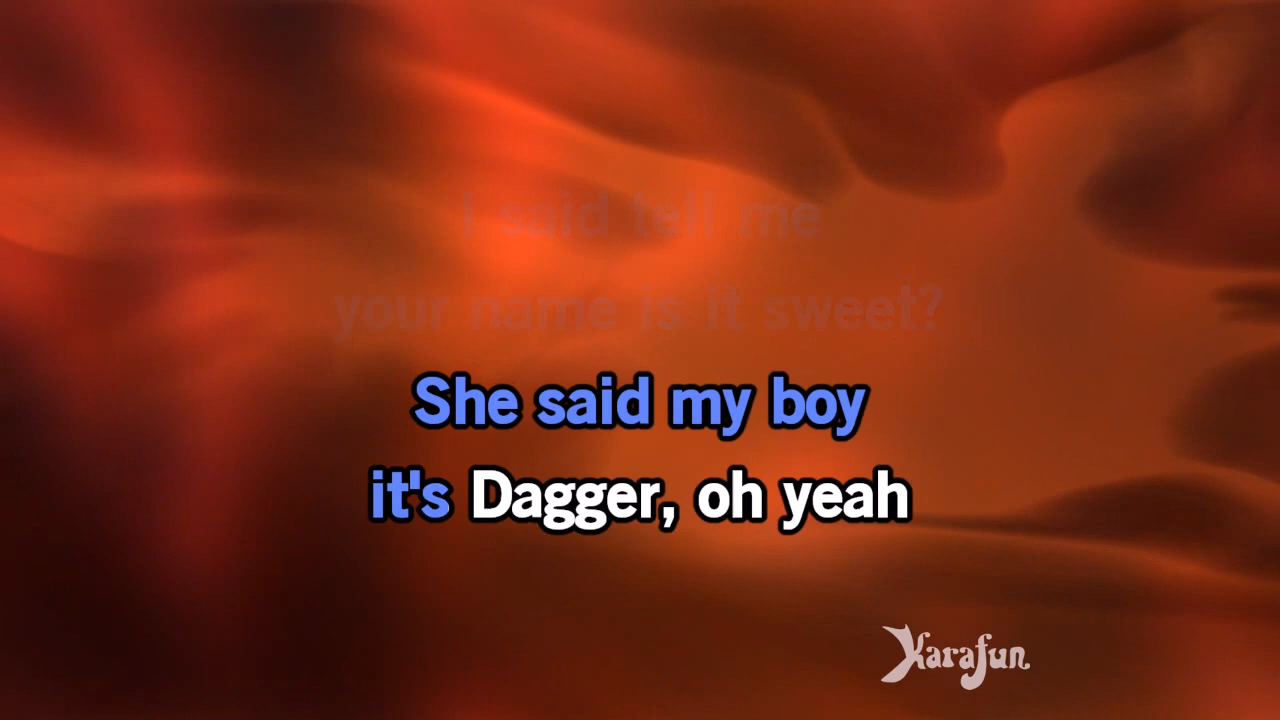 I said tell me
your name is it sweet?
She said my boy
it's Dagger, oh yeah
Karafun